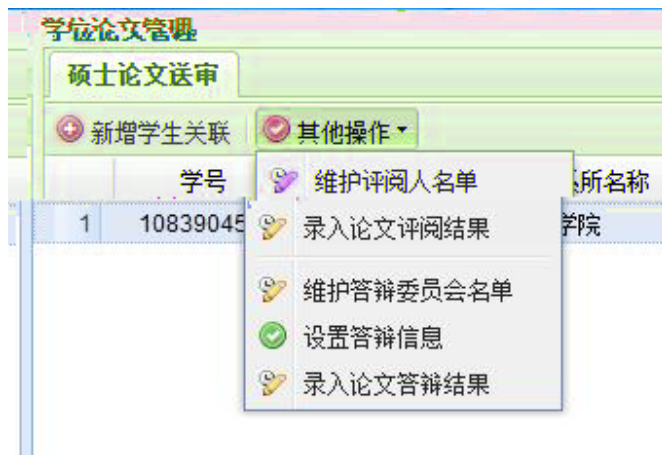 学位论文管理
硕士论文送审
新增学生关联 其他操作
学号 所名称
1 10839045 学院
维护评阅人名单
录入论文评阅结果
维护答辩委员会名单
设置答辩信息
录入论文答辩结果